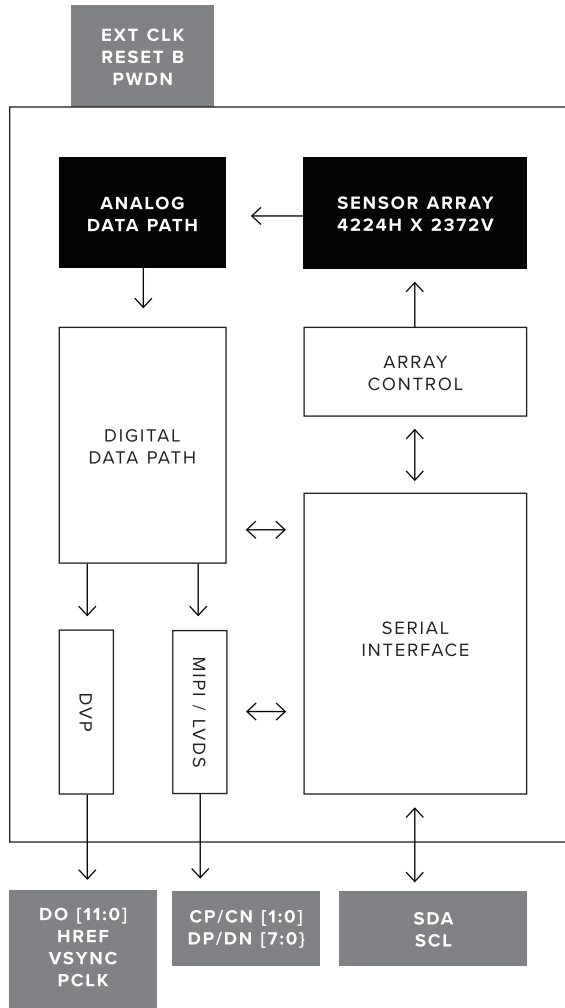 EXT CLK
RESET B
PWDN
ANALOG
DATA PATH
SENSOR ARRAY
4224H X 2372V
ARRAY
CONTROL
DIGITAL
DATA PATH
SERIAL
INTERFACE
DVP
MIPI / LVDS
DO [11:0]
HREF
VSYNC
PCLK
CP/CN [1:0]
DP/DN [7:0}
SDA
SCL